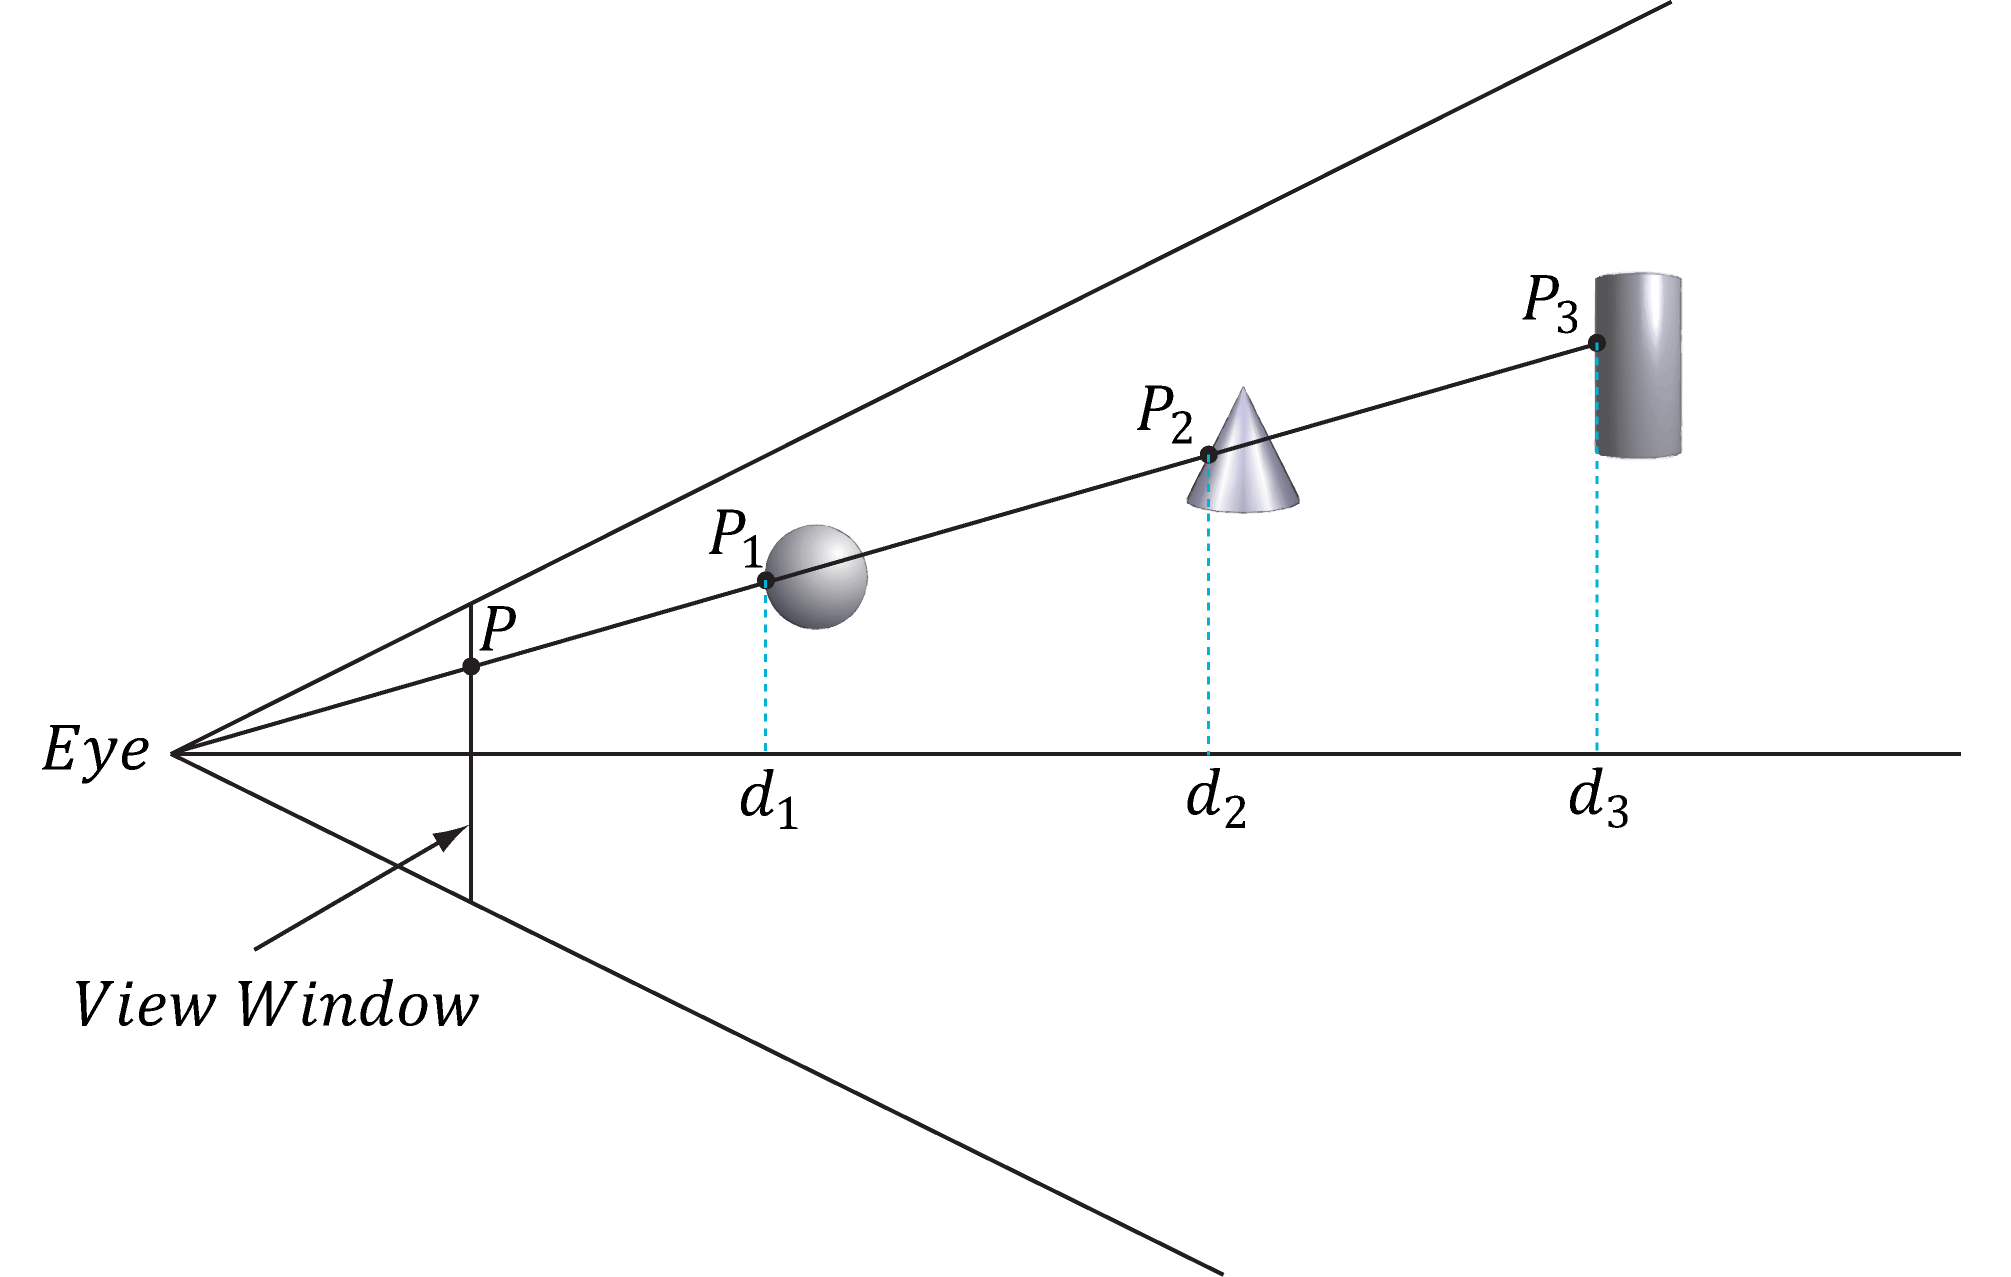 P₃
P₂
P₁
P
Eye
d₁
d₂
d₃
View Window